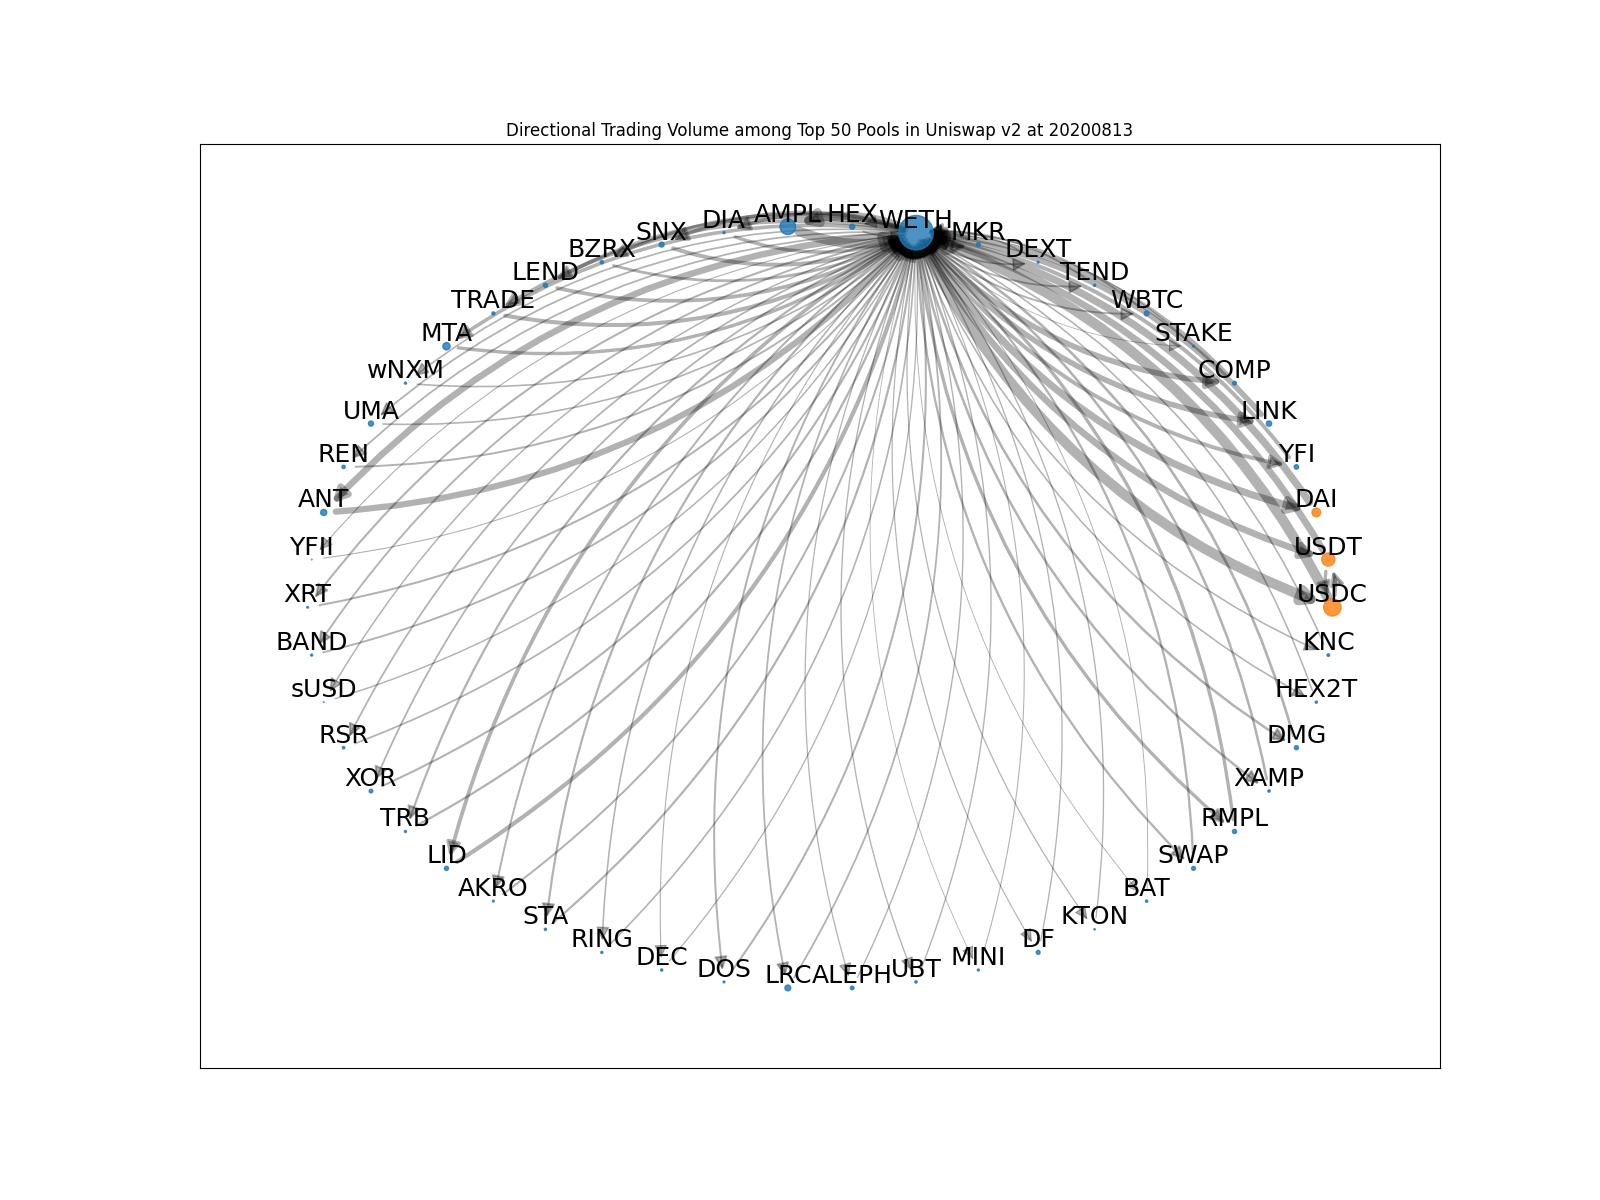 Directional Trading Volume among Top 50 Pools in Uniswap v2 at 20200813
AMPL HEX WETH
DIA MKR
SNX DEXT
BZRX TEND
LEND WBTC
TRADE STAKE
MTA COMP
wNXM LINK
UMA YFI
REN DAI
ANT USDT
YFII USDC
XRT KNC
BAND HEX2T
sUSD DMG
RSR XAMP
XOR RMPL
TRB SWAP
LID BAT
AKRO KTON
STA DF
RING MINI
DEC UBT
DOS LRC ALEPH